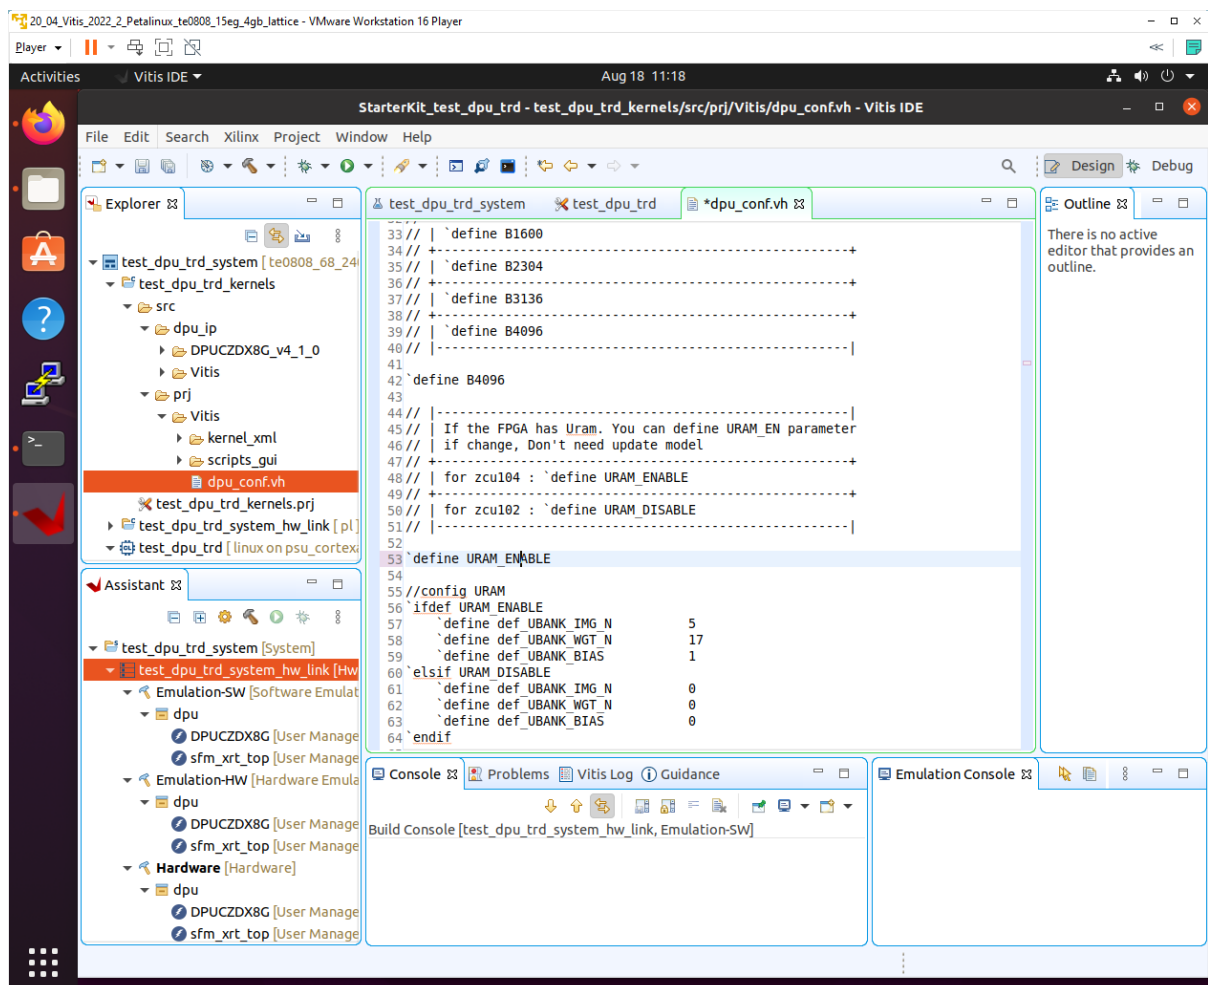 20_04_Vitis_2022_2_Petalinux_te0808_15eg_4gb_lattice - VMware Workstation 16 Player
Player
Activities
Vitis IDE
Aug 18 11:18
StarterKit_test_dpu_trd - test_dpu_trd_kernels/src/prj/Vitis/dpu_conf.vh - Vitis IDE
File Edit Search Xilinx Project Window Help
Design
Debug
Explorer
test_dpu_trd_system [ te0808_68_24
test_dpu_trd_kernels
src
dpu_ip
DPUCZDX8G_v4_1_0
Vitis
prj
Vitis
kernel_xml
scripts_gui
dpu_conf.vh
test_dpu_trd_kernels.prj
test_dpu_trd_system_hw_link [ pl ]
test_dpu_trd [ linux on psu_cortexa
Assistant
test_dpu_trd_system [System]
test_dpu_trd_system_hw_link [Hw
Emulation-SW [Software Emulat
dpu
DPUCZDX8G [User Manage
sfm_xrt_top [User Manage
Emulation-HW [Hardware Emula
dpu
DPUCZDX8G [User Manage
sfm_xrt_top [User Manage
Hardware [Hardware]
dpu
DPUCZDX8G [User Manage
sfm_xrt_top [User Manage
test_dpu_trd_system
test_dpu_trd
*dpu_conf.vh
33 // | `define B1600
34 // +------------------------------------------------------+
35 // | `define B2304
36 // +------------------------------------------------------+
37 // | `define B3136
38 // +------------------------------------------------------+
39 // | `define B4096
40 // |------------------------------------------------------|
41
42 `define B4096
43
44 // |------------------------------------------------------|
45 // | If the FPGA has Uram. You can define URAM_EN parameter
46 // | if change, Don't need update model
47 // +------------------------------------------------------+
48 // | for zcu104 : `define URAM_ENABLE
49 // +------------------------------------------------------+
50 // | for zcu102 : `define URAM_DISABLE
51 // |------------------------------------------------------|
52
53 `define URAM_ENABLE
54
55 //config URAM
56 `ifdef URAM_ENABLE
57 `define def_UBANK_IMG_N 5
58 `define def_UBANK_WGT_N 17
59 `define def_UBANK_BIAS 1
60 `elsif URAM_DISABLE
61 `define def_UBANK_IMG_N 0
62 `define def_UBANK_WGT_N 0
63 `define def_UBANK_BIAS 0
64 `endif
Outline
There is no active
editor that provides an
outline.
Console
Problems
Vitis Log
Guidance
Build Console [test_dpu_trd_system_hw_link, Emulation-SW]
Emulation Console